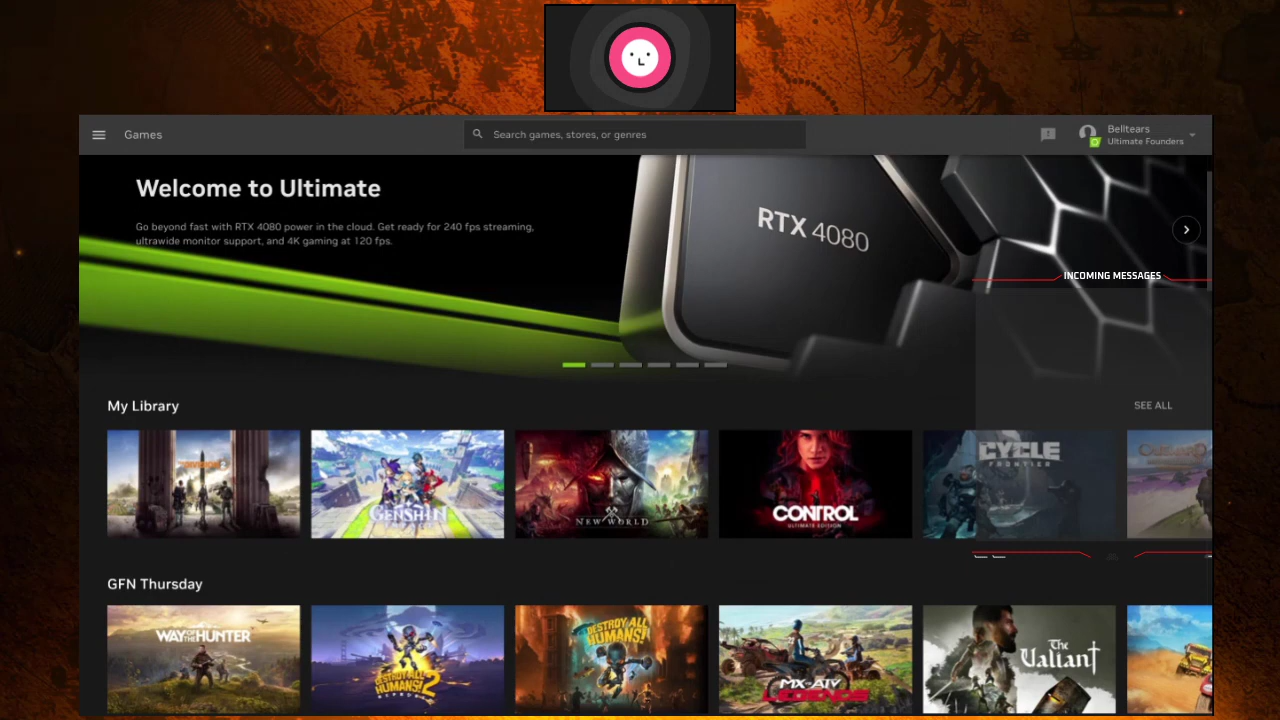 Games
Search games, stores, or genres
Belltears
Ultimate Founders
Welcome to Ultimate
Go beyond fast with RTX 4080 power in the cloud. Get ready for 240 fps streaming,
ultrawide monitor support, and 4K gaming at 120 fps.
RTX 4080
INCOMING MESSAGES
My Library
SEE ALL
GENSHIN
NEW WORLD
CONTROL
ULTIMATE EDITION
CYCLE
FRONTIER
GFN Thursday
WAY OF THE HUNTER
DESTROY ALL
HUMANS! 2
DESTROY ALL
HUMANS!
MX vs ATV
LEGENDS
The
Valiant